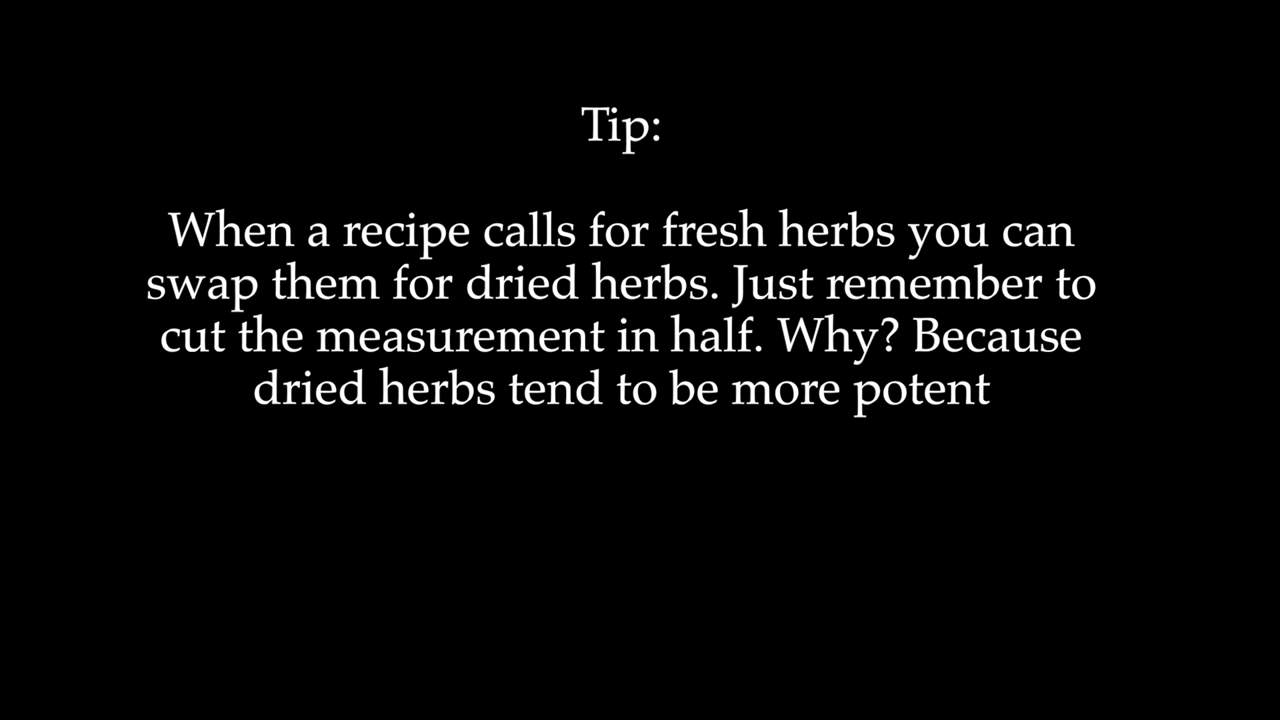 Tip:
When a recipe calls for fresh herbs you can
swap them for dried herbs. Just remember to
cut the measurement in half. Why? Because
dried herbs tend to be more potent